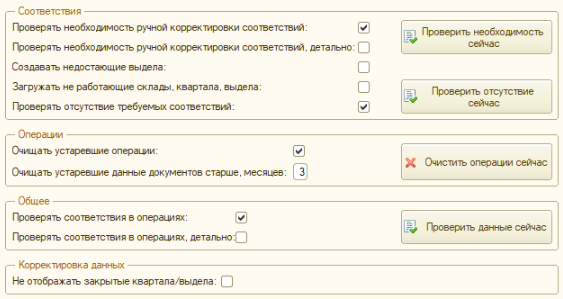 Соответствия
Проверять необходимость ручной корректировки соответствий:
Проверить необходимость
сейчас
Проверять необходимость ручной корректировки соответствий, детально:
Создавать недостающие выдела:
Загружать не работающие склады, квартала, выдела:
Проверить отсутствие
сейчас
Проверять отсутствие требуемых соответствий:
Операции
Очищать устаревшие операции:
Очистить операции сейчас
Очищать устаревшие данные документов старше, месяцев: 3
Общее
Проверять соответствия в операциях:
Проверить данные сейчас
Проверять соответствия в операциях, детально:
Корректировка данных
Не отображать закрытые квартала/выдела: